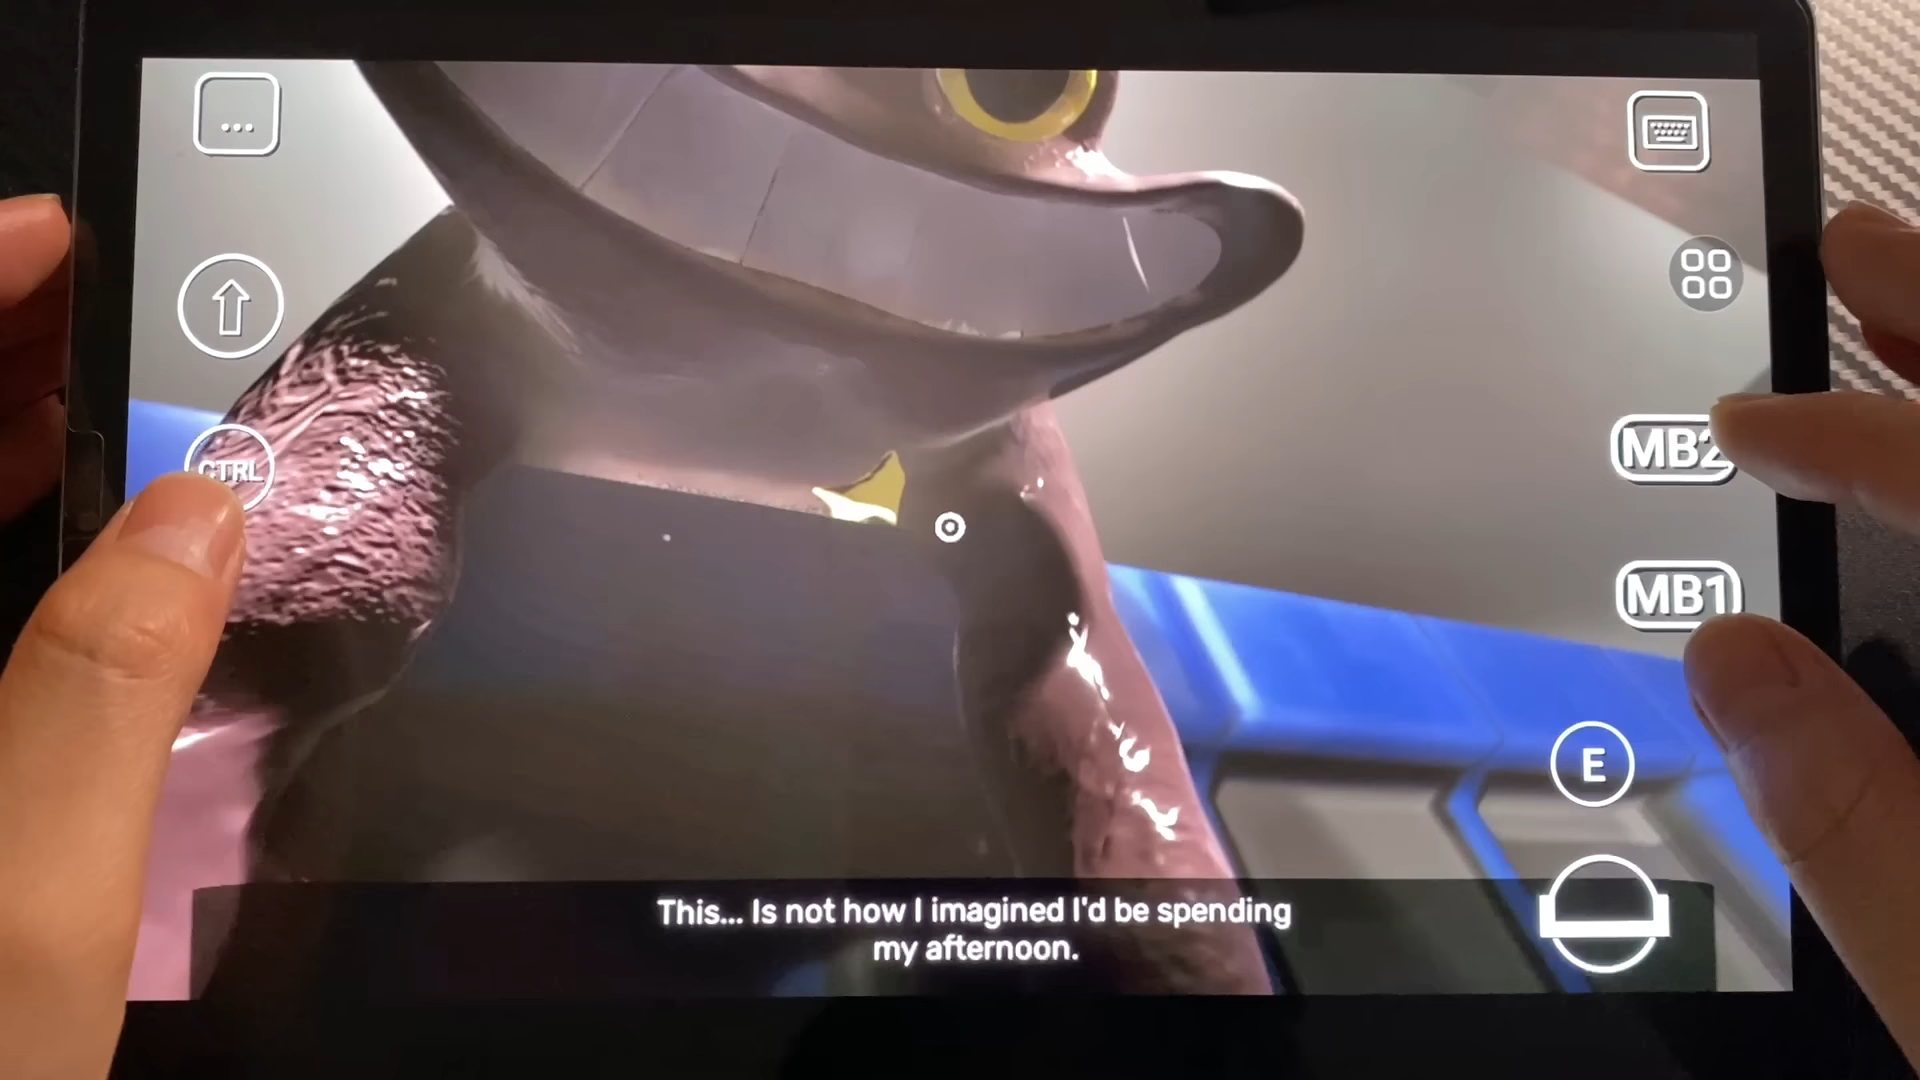 ...
CTRL
MB2
MB1
E
This... Is not how I imagined I'd be spending
my afternoon.